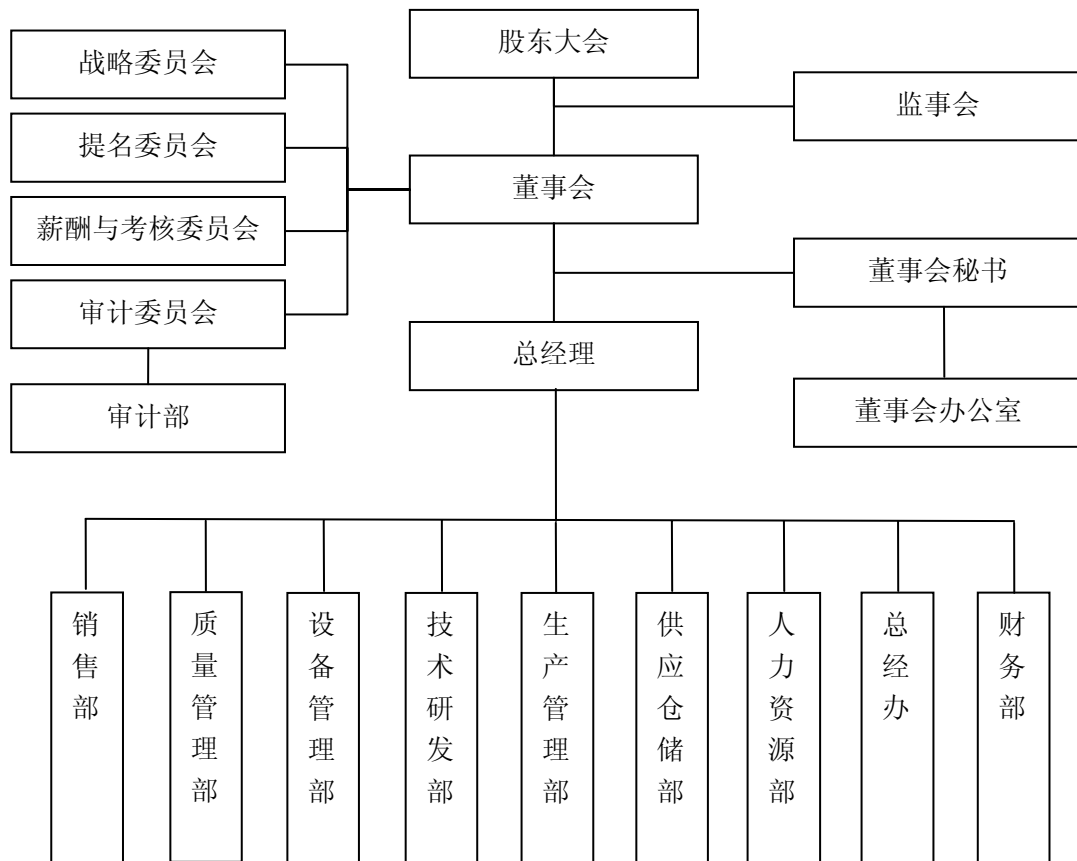 股东大会
战略委员会
监事会
提名委员会
董事会
薪酬与考核委员会
董事会秘书
审计委员会
总经理
审计部
董事会办公室
销售部
质量管理部
设备管理部
技术研发部
生产管理部
供应仓储部
人力资源部
总经办
财务部